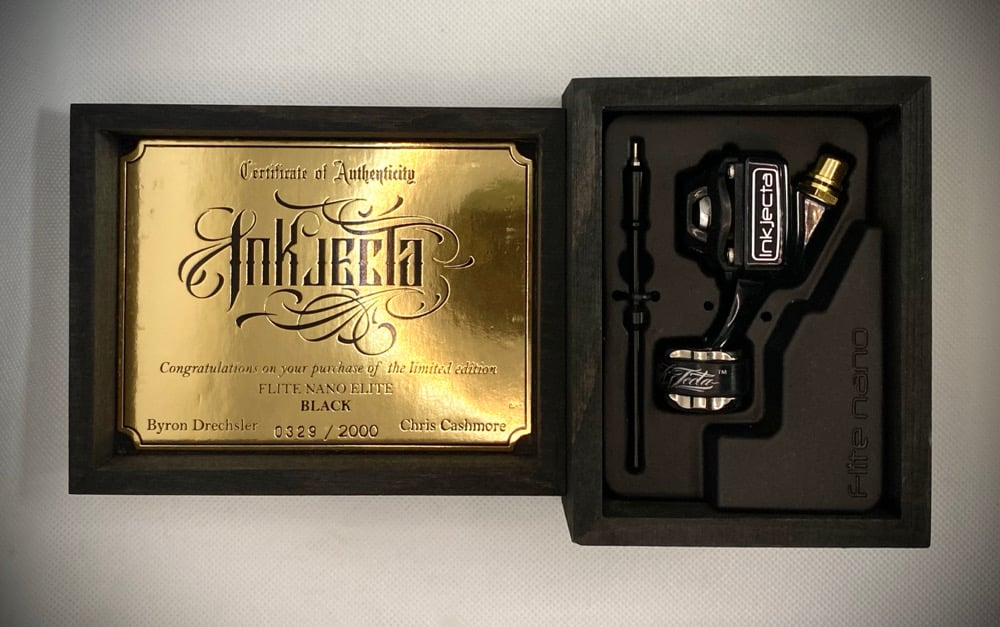 Certificate of Authenticity
InkJecta
Congratulations on your purchase of the limited edition
FLITE NANO ELITE
BLACK
Byron Drechsler 0329 / 2000 Chris Cashmore
Inkjecta
Jecta™
flite nano